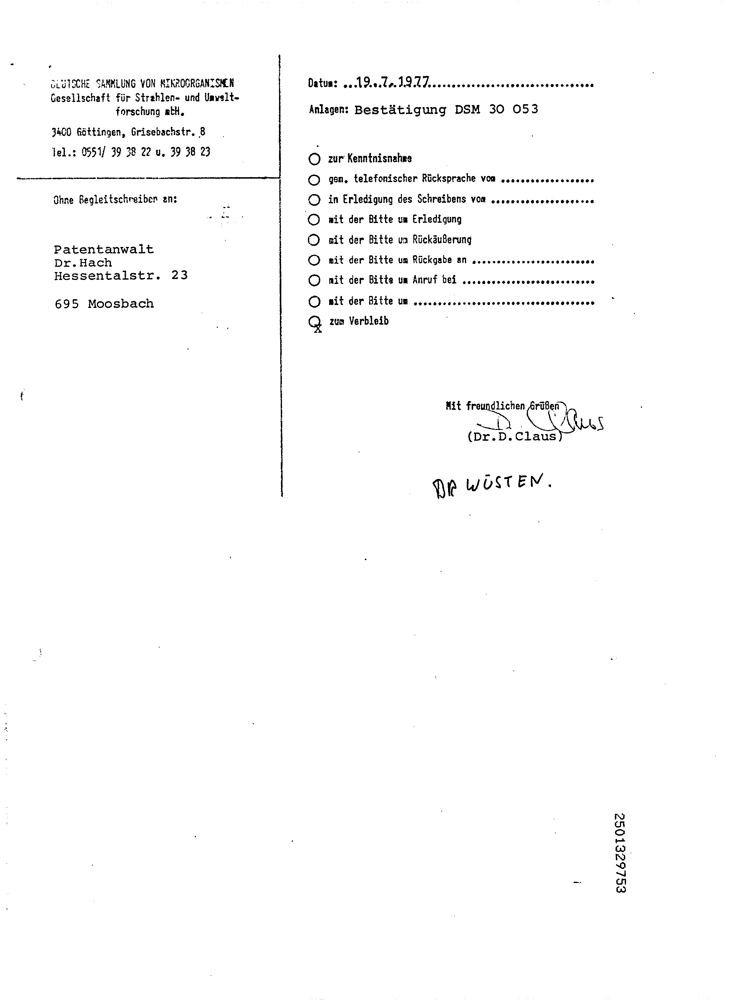 DEUTSCHE SAMMLUNG VON MIKROORGANISMEN
Gesellschaft für Strahlen- und Umwelt-
forschung mbH.
3400 Göttingen, Grisebachstr. 8
Tel.: 0551/ 39 38 22 u. 39 38 23
Ohne Begleitschreiben an:
Patentanwalt
Dr.Hach
Hessentalstr. 23
695 Moosbach
Datum: ...19..7..1977......................................
Anlagen: Bestätigung DSM 30 053
zur Kenntnisnahme
gem. telefonischer Rücksprache vom ...................
in Erledigung des Schreibens vom .....................
mit der Bitte um Erledigung
mit der Bitte um Rückäußerung
mit der Bitte um Rückgabe an .........................
mit der Bitte um Anruf bei ...........................
mit der Bitte um .....................................
x zum Verbleib
Mit freundlichen Grüßen
D. Claus
(Dr.D.Claus)
DR WÜSTEN.
2501329753